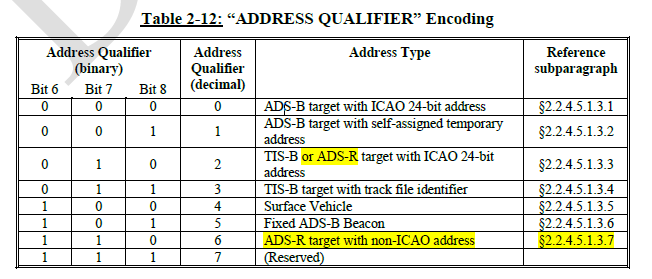 Table 2-12: “ADDRESS QUALIFIER” Encoding
Address Qualifier (binary) Address Qualifier (decimal) Address Type Reference subparagraph
Bit 6 Bit 7 Bit 8
0 0 0 0 ADS-B target with ICAO 24-bit address §2.2.4.5.1.3.1
0 0 1 1 ADS-B target with self-assigned temporary address §2.2.4.5.1.3.2
0 1 0 2 TIS-B or ADS-R target with ICAO 24-bit address §2.2.4.5.1.3.3
0 1 1 3 TIS-B target with track file identifier §2.2.4.5.1.3.4
1 0 0 4 Surface Vehicle §2.2.4.5.1.3.5
1 0 1 5 Fixed ADS-B Beacon §2.2.4.5.1.3.6
1 1 0 6 ADS-R target with non-ICAO address §2.2.4.5.1.3.7
1 1 1 7 (Reserved)